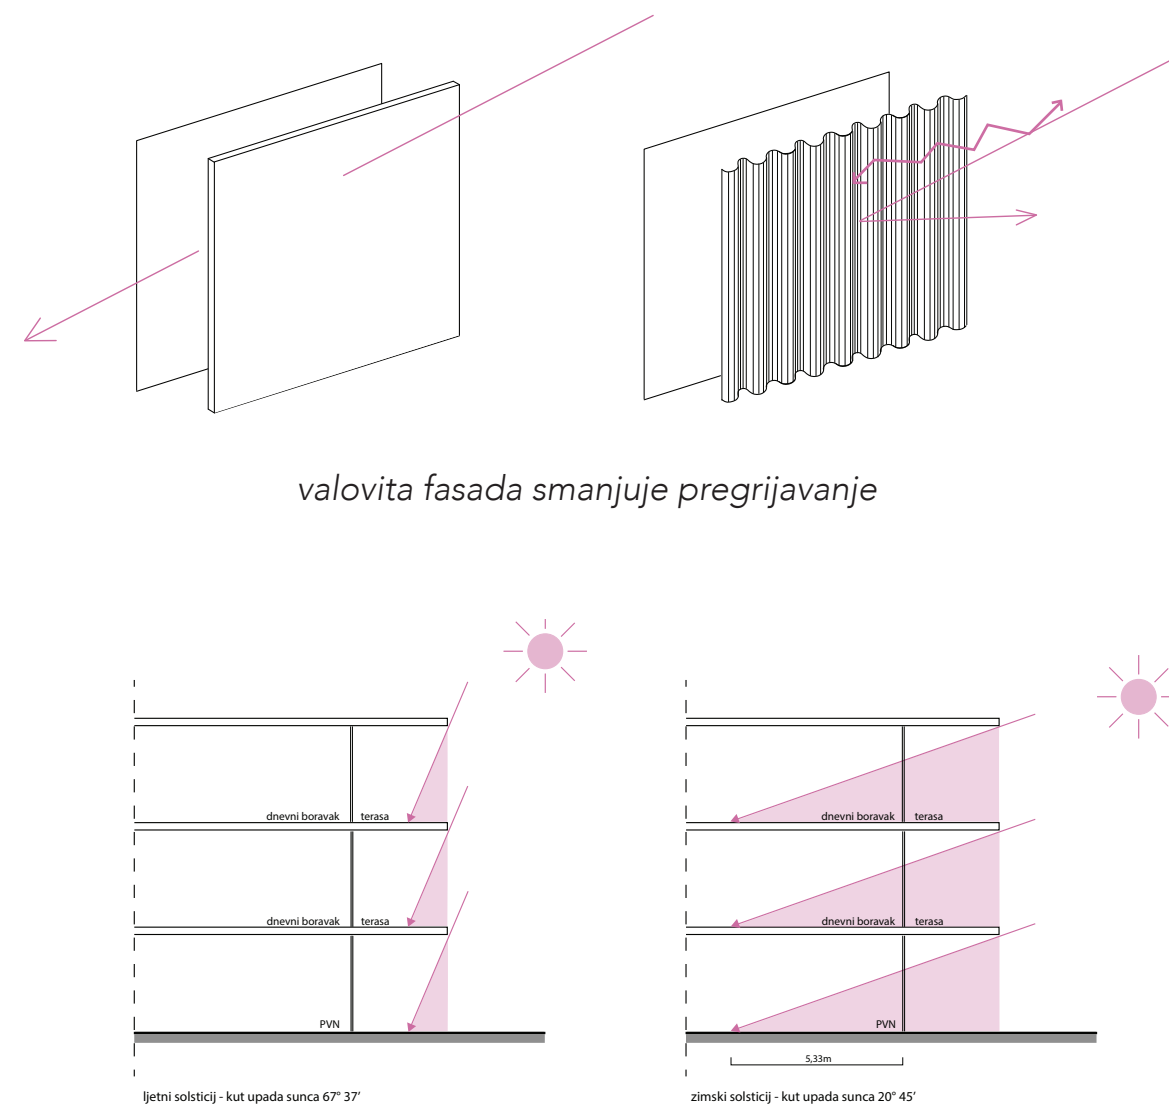 valovita fasada smanjuje pregrijavanje
dnevni boravak terasa
dnevni boravak terasa
PVN
ljetni solsticij - kut upada sunca 67° 37'
dnevni boravak terasa
dnevni boravak terasa
PVN
5,33m
zimski solsticij - kut upada sunca 20° 45'